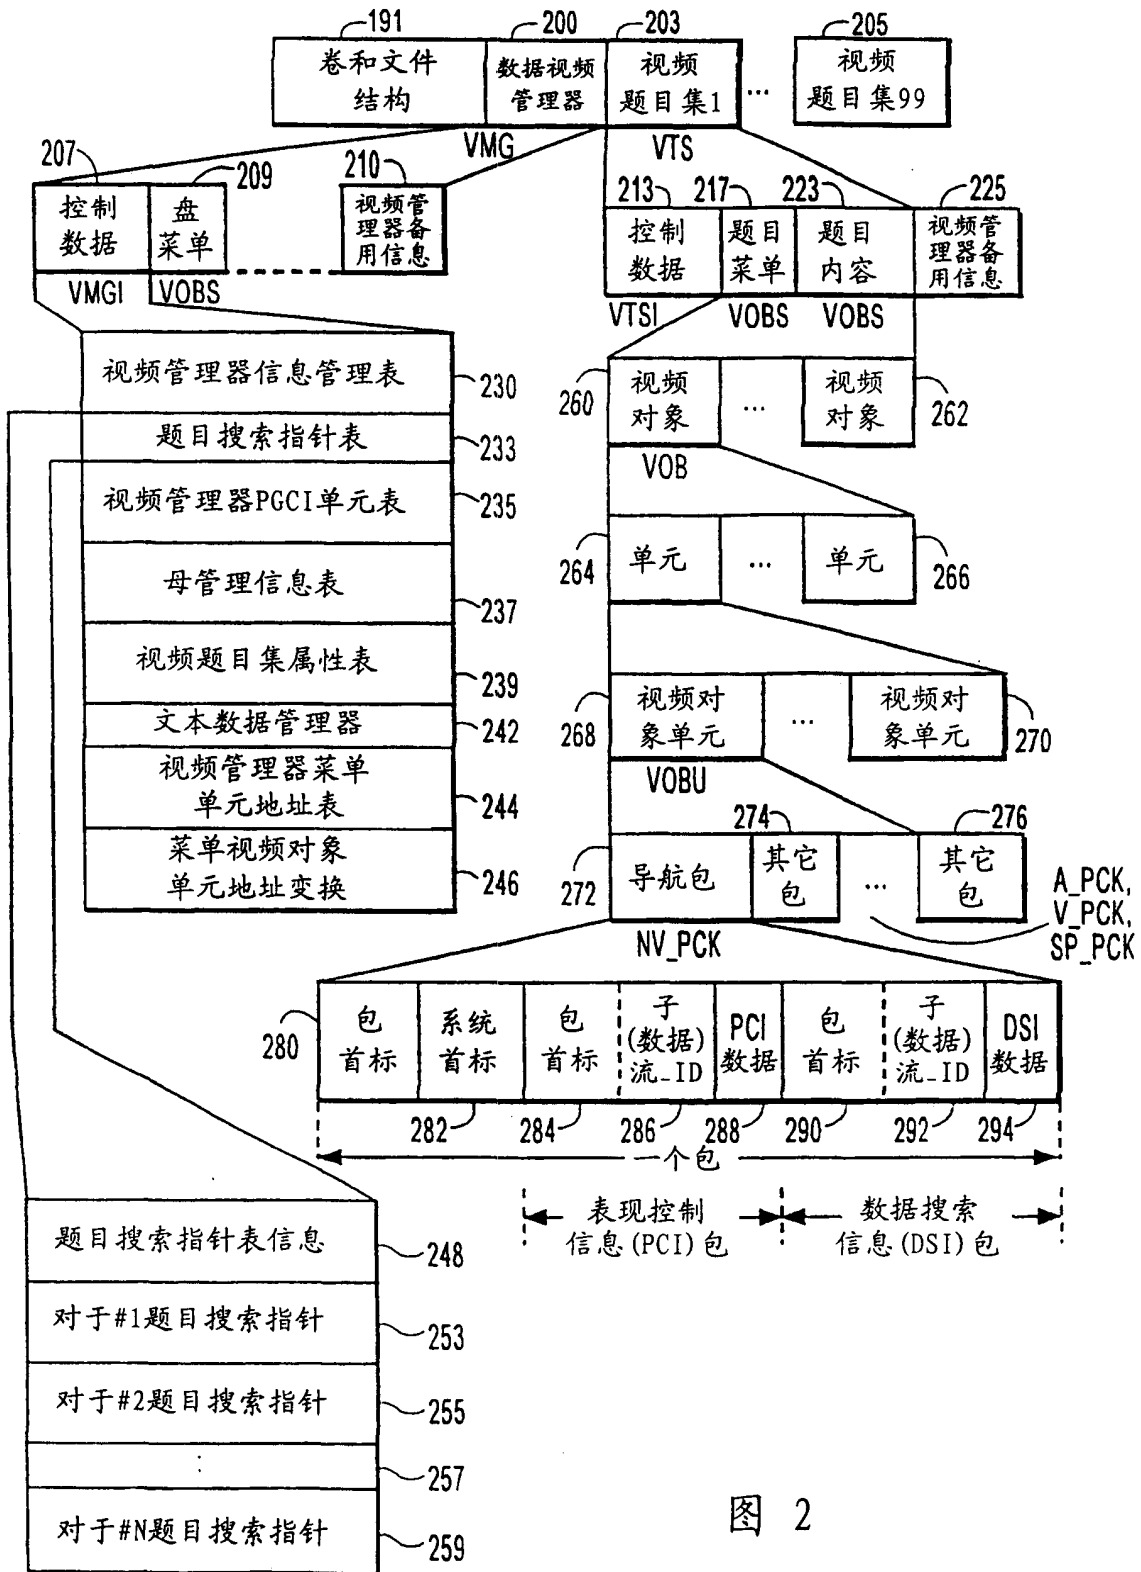 191
200
203
205
卷和文件
结构
数据视频
管理器
视频
题目集1
...
视频
题目集99
VMG
VTS
207
209
210
213
217
223
225
控制
数据
盘
菜单
视频管
理器备
用信息
控制
数据
题目
菜单
题目
内容
视频管
理器备
用信息
VMGI
VOBS
VTSI
VOBS
VOBS
视频管理器信息管理表
230
题目搜索指针表
233
视频管理器PGCI单元表
235
母管理信息表
237
视频题目集属性表
239
文本数据管理器
242
视频管理器菜单
单元地址表
244
菜单视频对象
单元地址变换
246
260
视频
对象
...
视频
对象
262
VOB
264
单元
...
单元
266
268
视频对
象单元
...
视频对
象单元
270
VOBU
274
276
272
导航包
其它
包
...
其它
包
A_PCK,
V_PCK,
SP_PCK
NV_PCK
280
包
首标
系统
首标
包
首标
子
(数据)
流_ID
PCI
数据
包
首标
子
(数据)
流_ID
DSI
数据
282
284
286
288
290
292
294
一个包
表现控制
信息(PCI)包
数据搜索
信息(DSI)包
题目搜索指针表信息
248
对于#1题目搜索指针
253
对于#2题目搜索指针
255
⋮
257
对于#N题目搜索指针
259
图 2